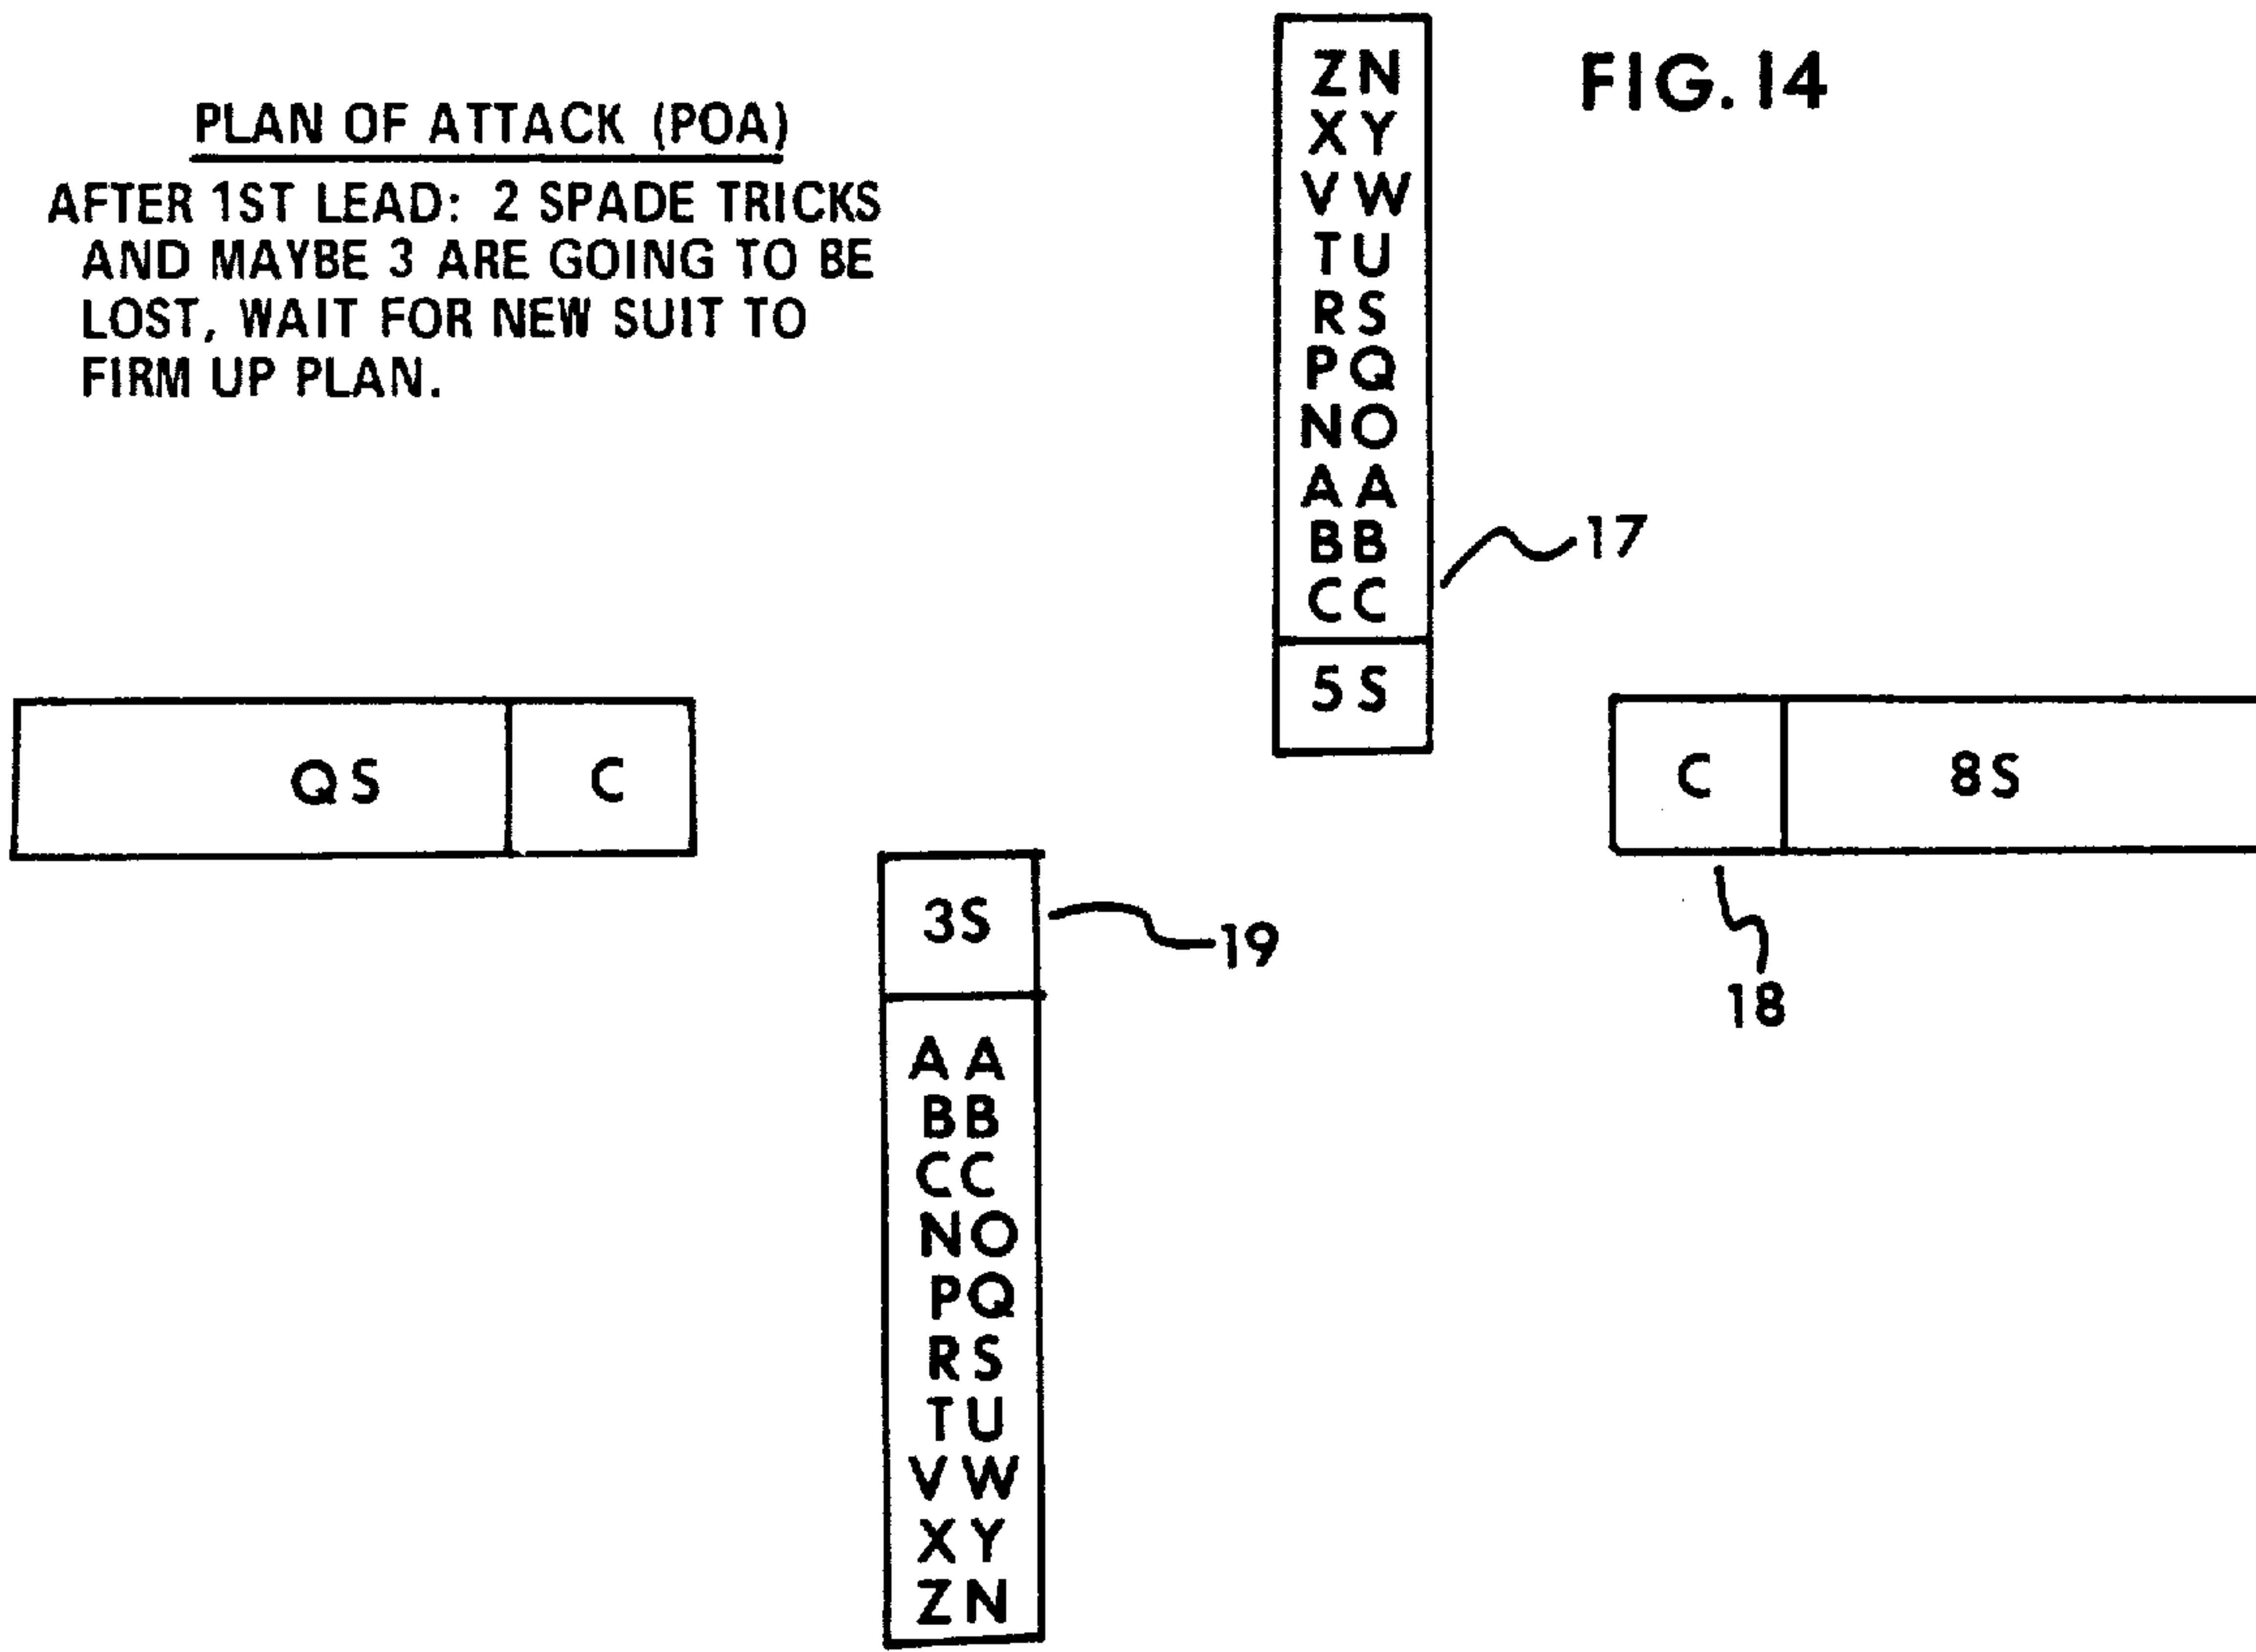 FIG. 14
PLAN OF ATTACK (POA)
AFTER 1ST LEAD: 2 SPADE TRICKS
AND MAYBE 3 ARE GOING TO BE
LOST, WAIT FOR NEW SUIT TO
FIRM UP PLAN.
ZN
XY
VW
TU
RS
PQ
NO
AA
BB
CC
5S
17
QS C
C 8S
18
3S
19
AA
BB
CC
NO
PQ
RS
TU
VW
XY
ZN